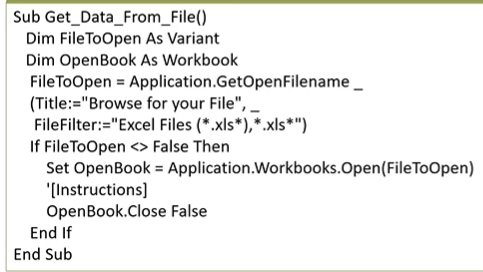 Sub Get_Data_From_File()
Dim FileToOpen As Variant
Dim OpenBook As Workbook
FileToOpen = Application.GetOpenFilename _
(Title:="Browse for your File", _
FileFilter:="Excel Files (*.xls*),*.xls*")
If FileToOpen <> False Then
Set OpenBook = Application.Workbooks.Open(FileToOpen)
'[Instructions]
OpenBook.Close False
End If
End Sub